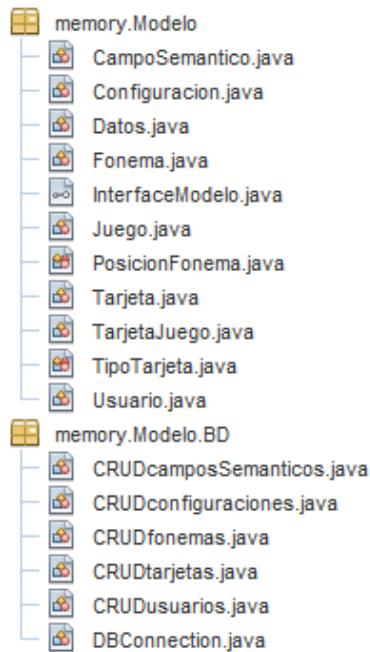 memory.Modelo
CampoSemantico.java
Configuracion.java
Datos.java
Fonema.java
InterfaceModelo.java
Juego.java
PosicionFonema.java
Tarjeta.java
TarjetaJuego.java
TipoTarjeta.java
Usuario.java
memory.Modelo.BD
CRUDcamposSemanticos.java
CRUDconfiguraciones.java
CRUDfonemas.java
CRUDtarjetas.java
CRUDusuarios.java
DBConnection.java